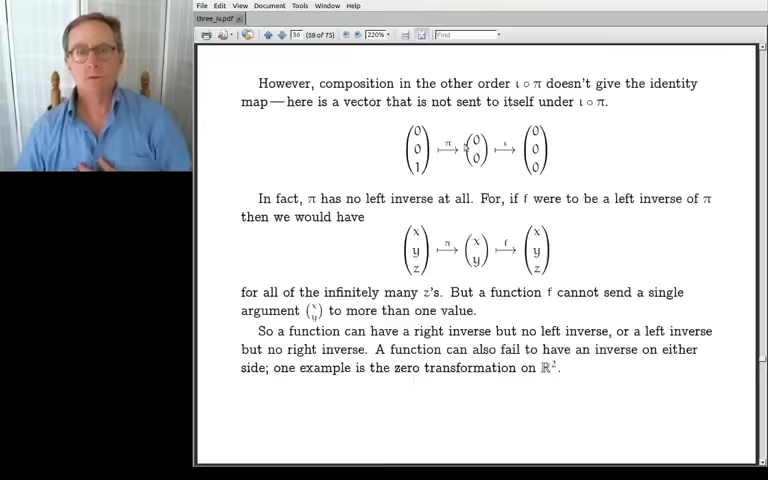 File Edit View Document Tools Window Help
three_iv.pdf
36 (58 of 75) 220% Find
However, composition in the other order ι ∘ π doesn't give the identity
map — here is a vector that is not sent to itself under ι ∘ π.
(0 0 1) ⟼π (0 0) ⟼ι (0 0 0)
In fact, π has no left inverse at all. For, if f were to be a left inverse of π
then we would have
(x y z) ⟼π (x y) ⟼f (x y z)
for all of the infinitely many z's. But a function f cannot send a single
argument (x y) to more than one value.
So a function can have a right inverse but no left inverse, or a left inverse
but no right inverse. A function can also fail to have an inverse on either
side; one example is the zero transformation on ℝ².